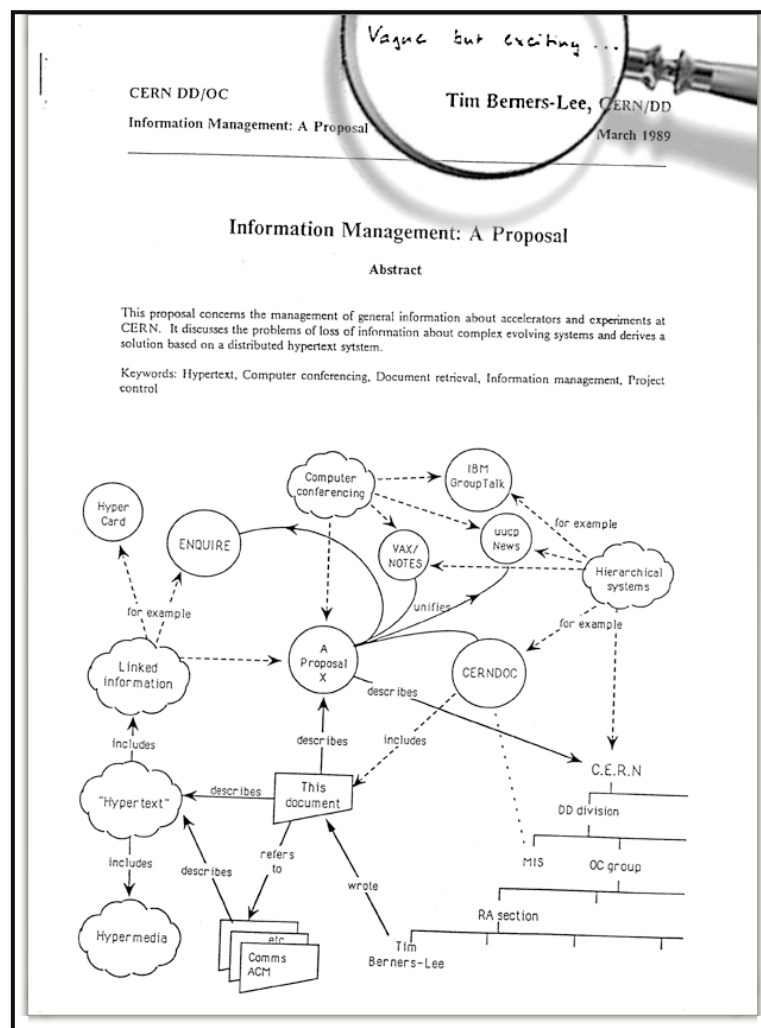 Vague but exciting ...
CERN DD/OC
Tim Berners-Lee, CERN/DD
Information Management: A Proposal
March 1989
Information Management: A Proposal
Abstract
This proposal concerns the management of general information about accelerators and experiments at
CERN. It discusses the problems of loss of information about complex evolving systems and derives a
solution based on a distributed hypertext sytstem.
Keywords: Hypertext, Computer conferencing, Document retrieval, Information management, Project
control
Computer
conferencing
IBM
GroupTalk
Hyper
Card
ENQUIRE
VAX/
NOTES
uucp
News
for example
Hierarchical
systems
for example
unifies
for example
Linked
information
A
Proposal
X
CERNDOC
describes
includes
describes
includes
C.E.R.N
"Hypertext"
describes
This
document
DD division
includes
describes
refers
to
MIS
OC group
wrote
RA section
Hypermedia
etc
Comms
ACM
Tim
Berners-Lee